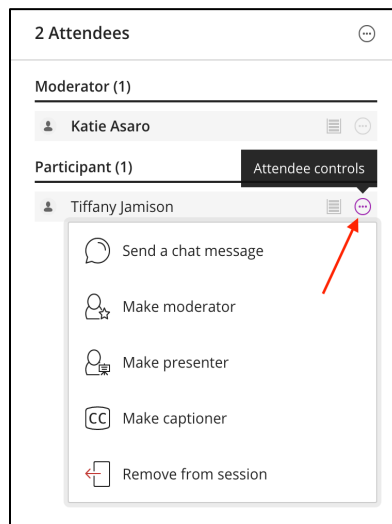 2 Attendees
Moderator (1)
Katie Asaro
Participant (1)
Attendee controls
Tiffany Jamison
Send a chat message
Make moderator
Make presenter
CC Make captioner
Remove from session